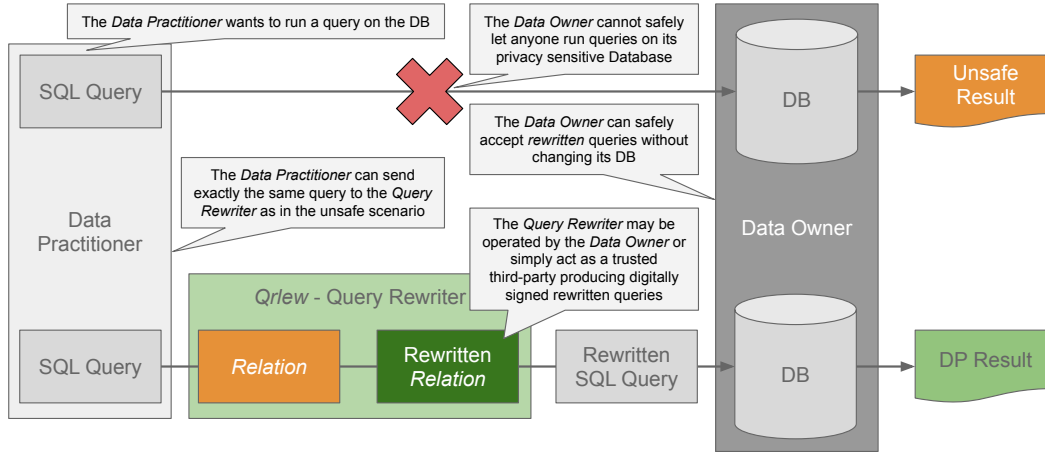 The Data Practitioner wants to run a query on the DB
The Data Owner cannot safely
let anyone run queries on its
privacy sensitive Database
SQL Query
DB
Unsafe
Result
The Data Owner can safely
accept rewritten queries without
changing its DB
The Data Practitioner can send
exactly the same query to the Query
Rewriter as in the unsafe scenario
Data
Practitioner
Data Owner
The Query Rewriter may be
operated by the Data Owner or
simply act as a trusted
third-party producing digitally
signed rewritten queries
Qrlew - Query Rewriter
SQL Query
Relation
Rewritten
Relation
Rewritten
SQL Query
DB
DP Result